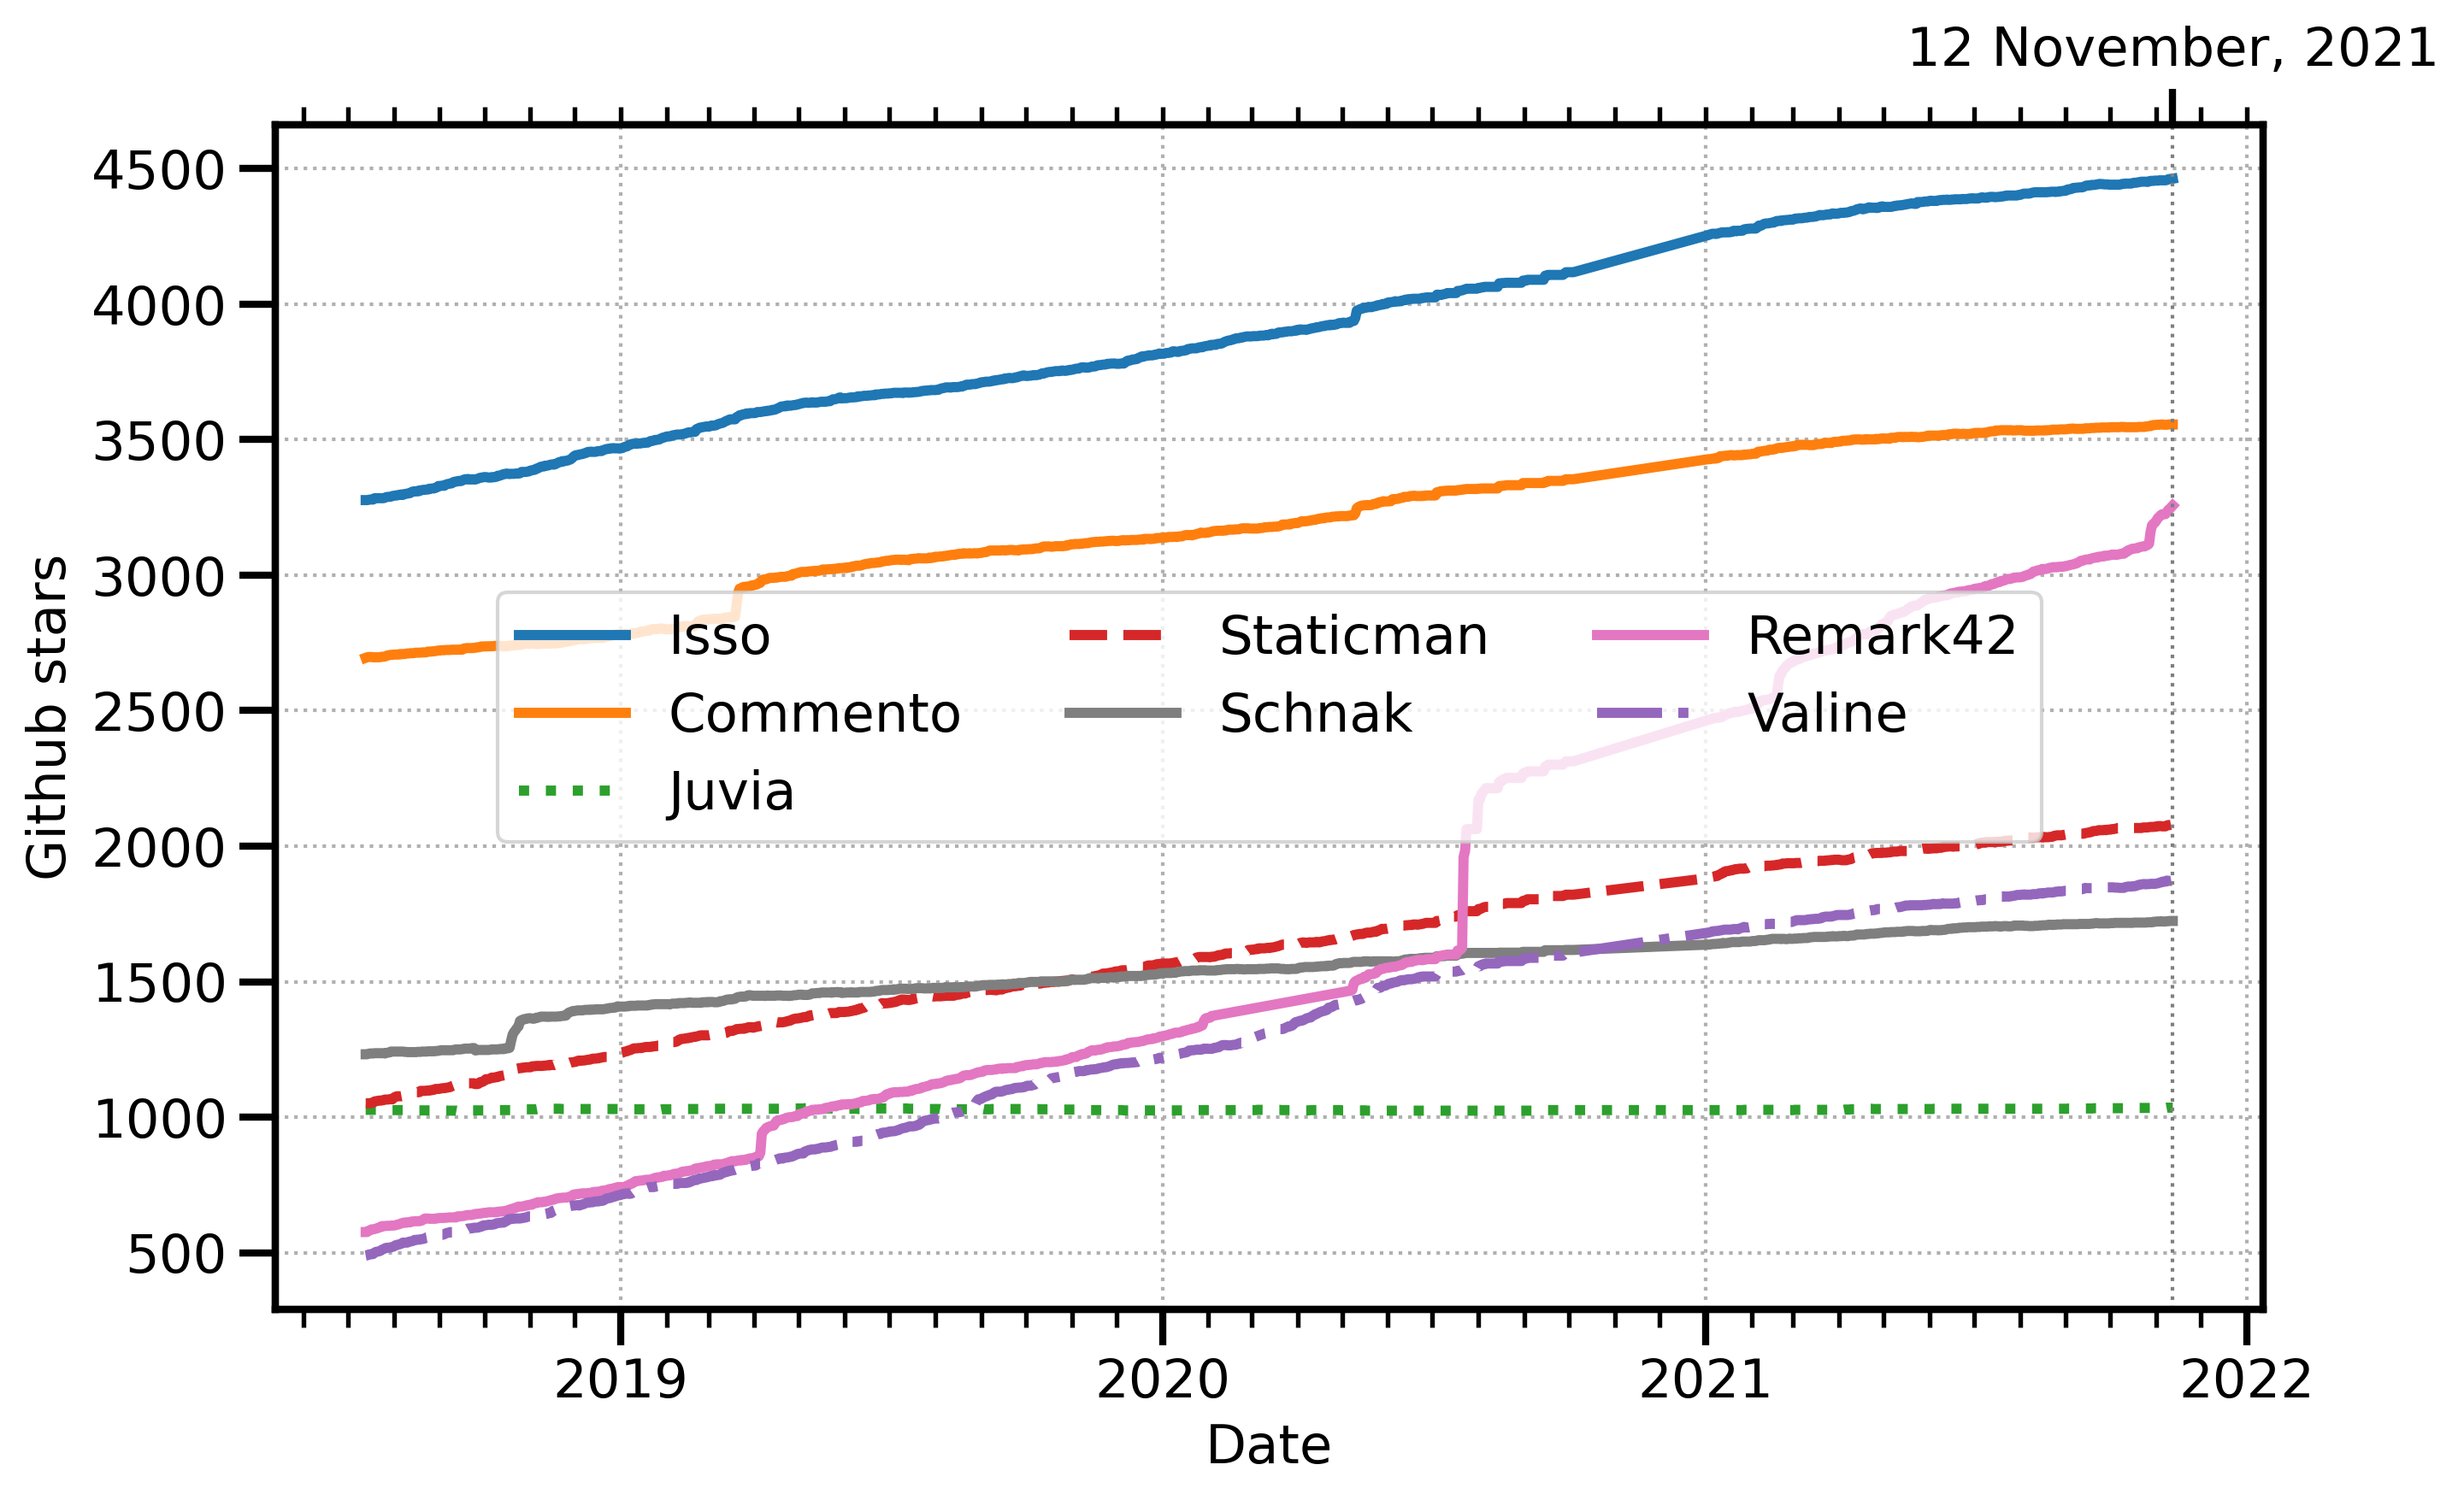 12 November, 2021
4500
4000
3500
3000
2500
2000
1500
1000
500
Github stars
Isso
Commento
Juvia
Staticman
Schnak
Remark42
Valine
2019
2020
2021
2022
Date